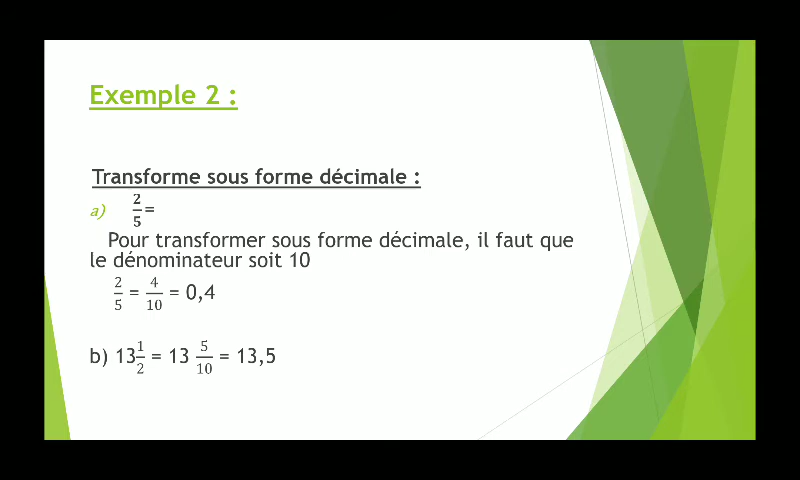 Exemple 2 :
Transforme sous forme décimale :
a) 2/5=
Pour transformer sous forme décimale, il faut que
le dénominateur soit 10
2/5 = 4/10 = 0,4
b) 13 1/2 = 13 5/10 = 13,5